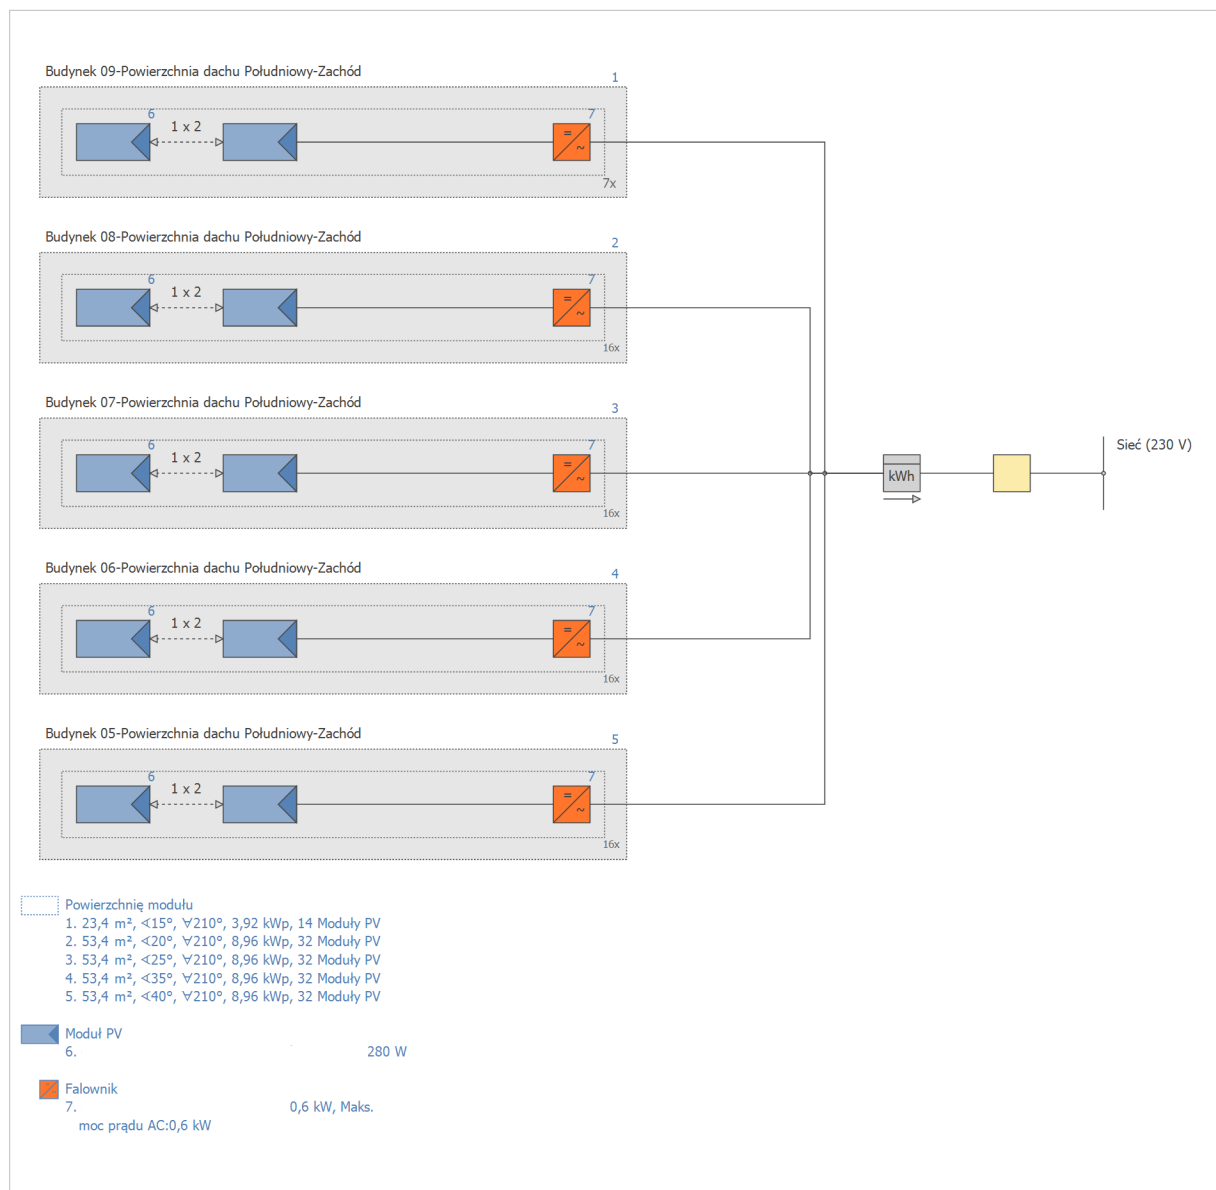 Budynek 09-Powierzchnia dachu Południowy-Zachód
1
6
1 x 2
7
= ~
7x
Budynek 08-Powierzchnia dachu Południowy-Zachód
2
6
1 x 2
7
= ~
16x
Budynek 07-Powierzchnia dachu Południowy-Zachód
3
6
1 x 2
7
= ~
16x
kWh
Sieć (230 V)
Budynek 06-Powierzchnia dachu Południowy-Zachód
4
6
1 x 2
7
= ~
16x
Budynek 05-Powierzchnia dachu Południowy-Zachód
5
6
1 x 2
7
= ~
16x
Powierzchnię modułu
1. 23,4 m², ∢15°, ∀210°, 3,92 kWp, 14 Moduły PV
2. 53,4 m², ∢20°, ∀210°, 8,96 kWp, 32 Moduły PV
3. 53,4 m², ∢25°, ∀210°, 8,96 kWp, 32 Moduły PV
4. 53,4 m², ∢35°, ∀210°, 8,96 kWp, 32 Moduły PV
5. 53,4 m², ∢40°, ∀210°, 8,96 kWp, 32 Moduły PV
Moduł PV
6. 280 W
Falownik
7. 0,6 kW, Maks.
moc prądu AC:0,6 kW